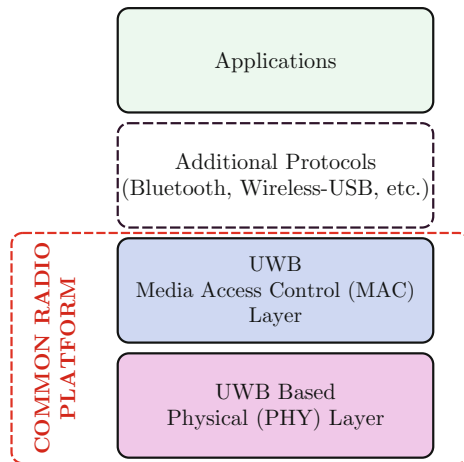 Applications
Additional Protocols
(Bluetooth, Wireless-USB, etc.)
UWB
Media Access Control (MAC)
Layer
COMMON RADIO
PLATFORM
UWB Based
Physical (PHY) Layer